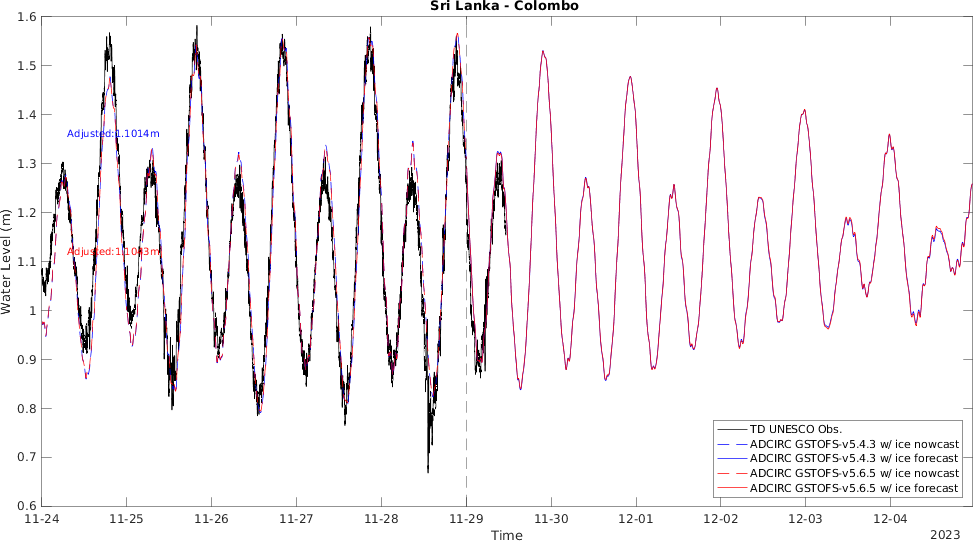 Sri Lanka - Colombo
1.6
1.5
1.4
1.3
1.2
1.1
1
0.9
0.8
0.7
0.6
Water Level (m)
Adjusted:1.1014m
TD UNESCO Obs.
ADCIRC GSTOFS-v5.4.3 w/ ice nowcast
ADCIRC GSTOFS-v5.4.3 w/ ice forecast
ADCIRC GSTOFS-v5.6.5 w/ ice nowcast
ADCIRC GSTOFS-v5.6.5 w/ ice forecast
11-24 11-25 11-26 11-27 11-28 11-29 11-30 12-01 12-02 12-03 12-04
Time
2023